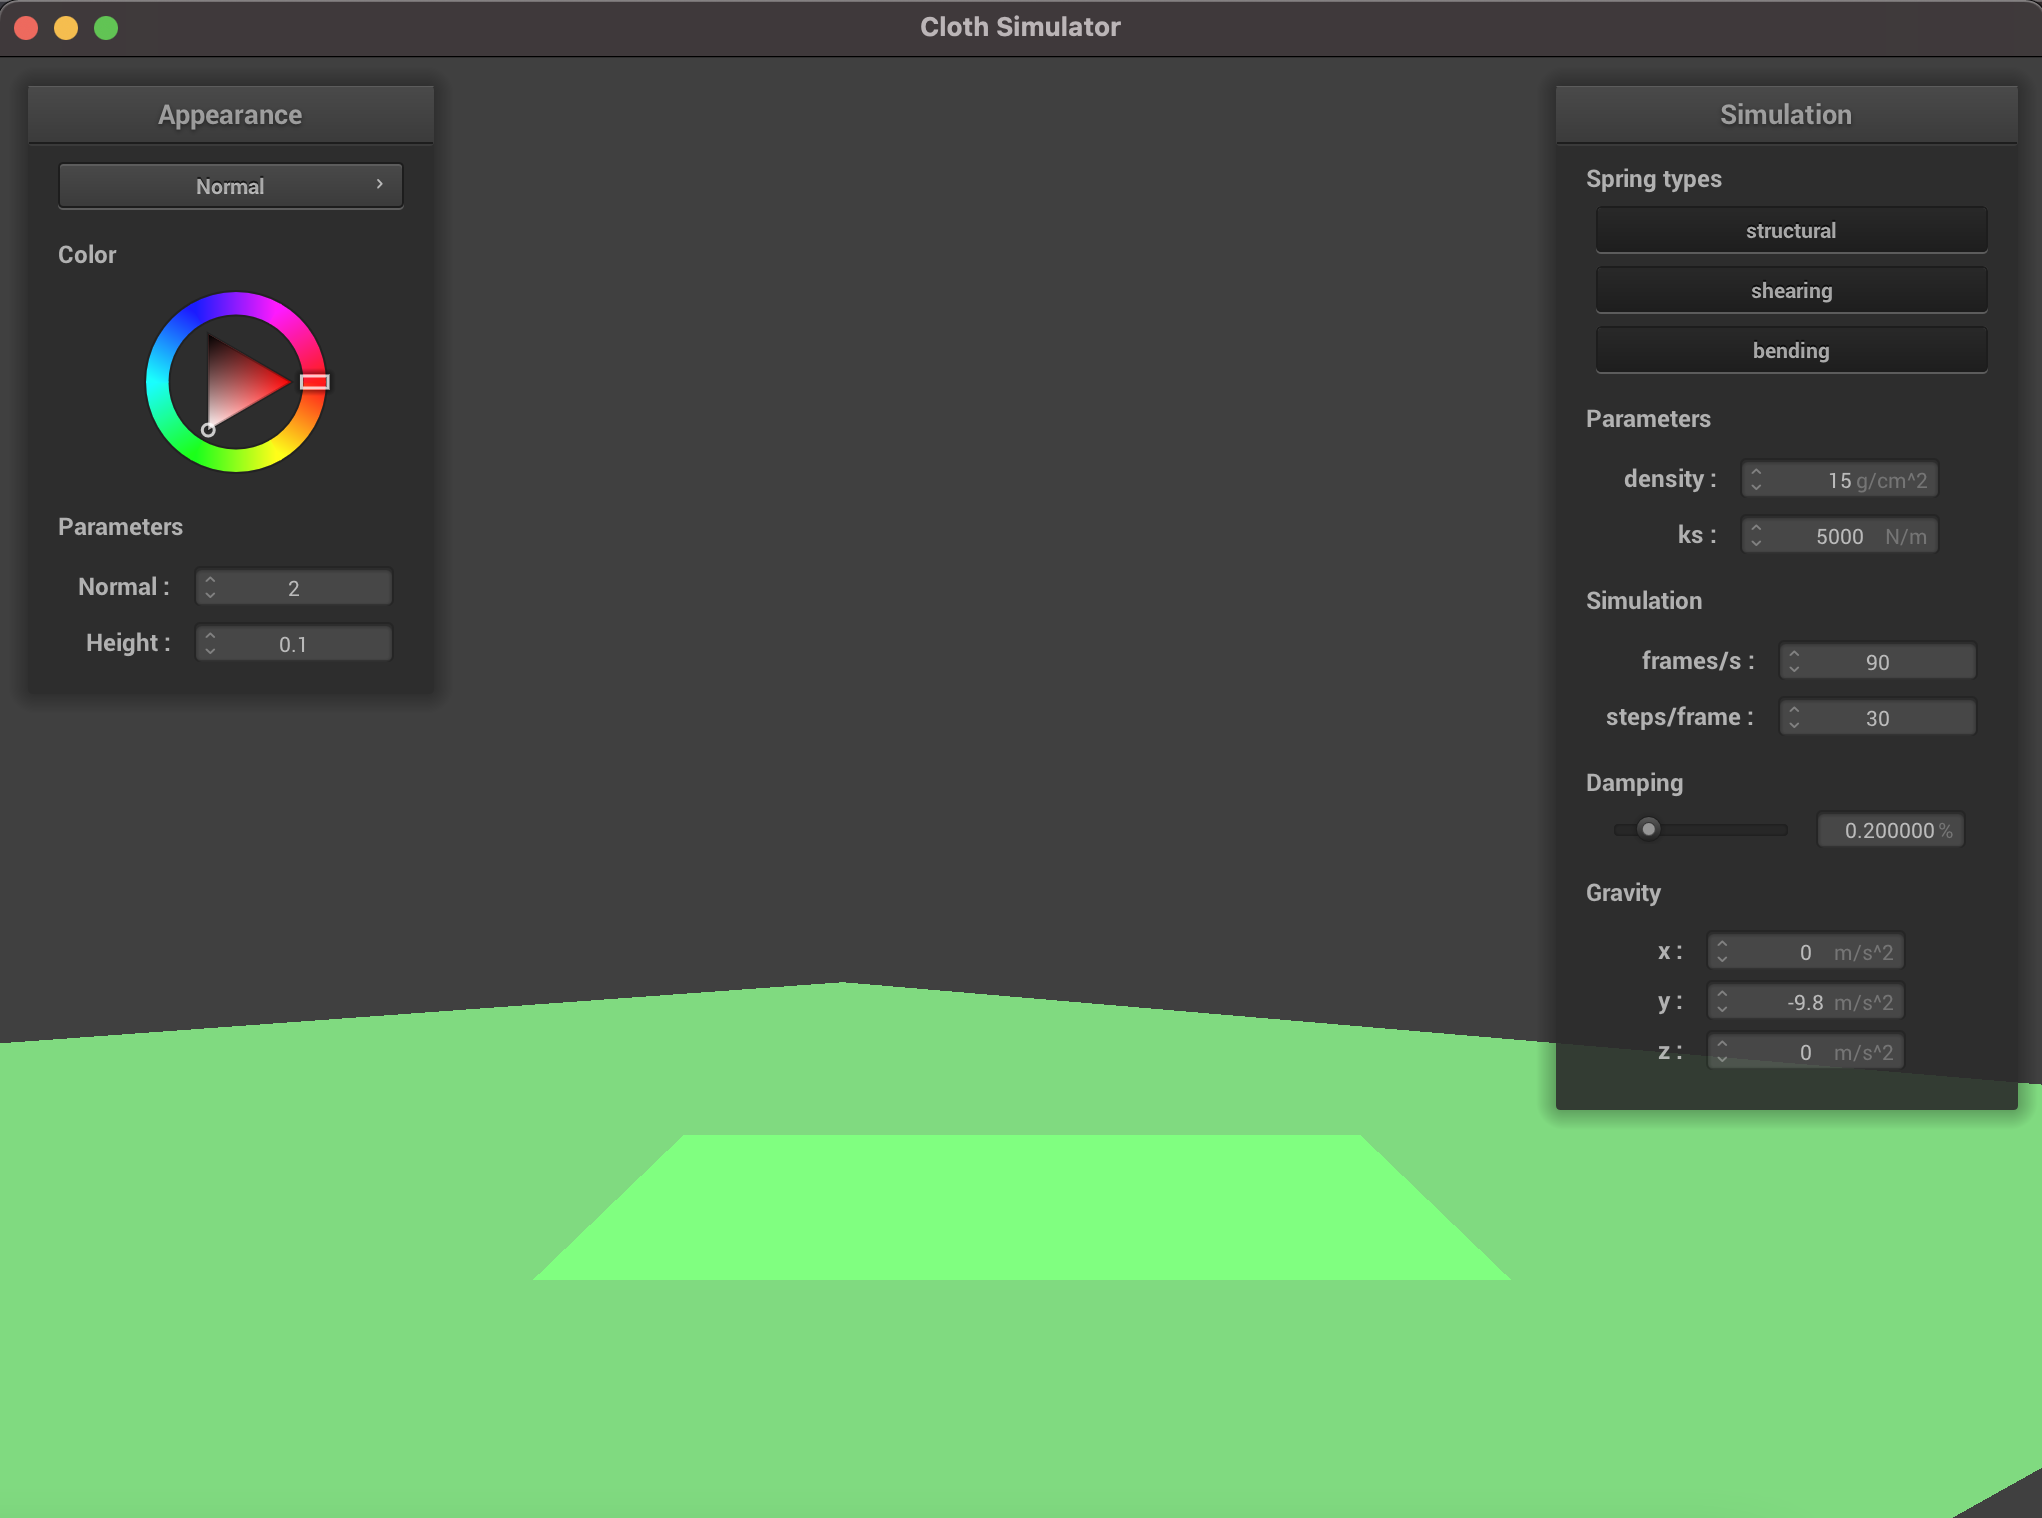 Cloth Simulator
Appearance
Normal
Color
Parameters
Normal : 2
Height : 0.1
Simulation
Spring types
structural
shearing
bending
Parameters
density : 15 g/cm^2
ks : 5000 N/m
Simulation
frames/s : 90
steps/frame : 30
Damping
0.200000 %
Gravity
x : 0 m/s^2
y : -9.8 m/s^2
z : 0 m/s^2